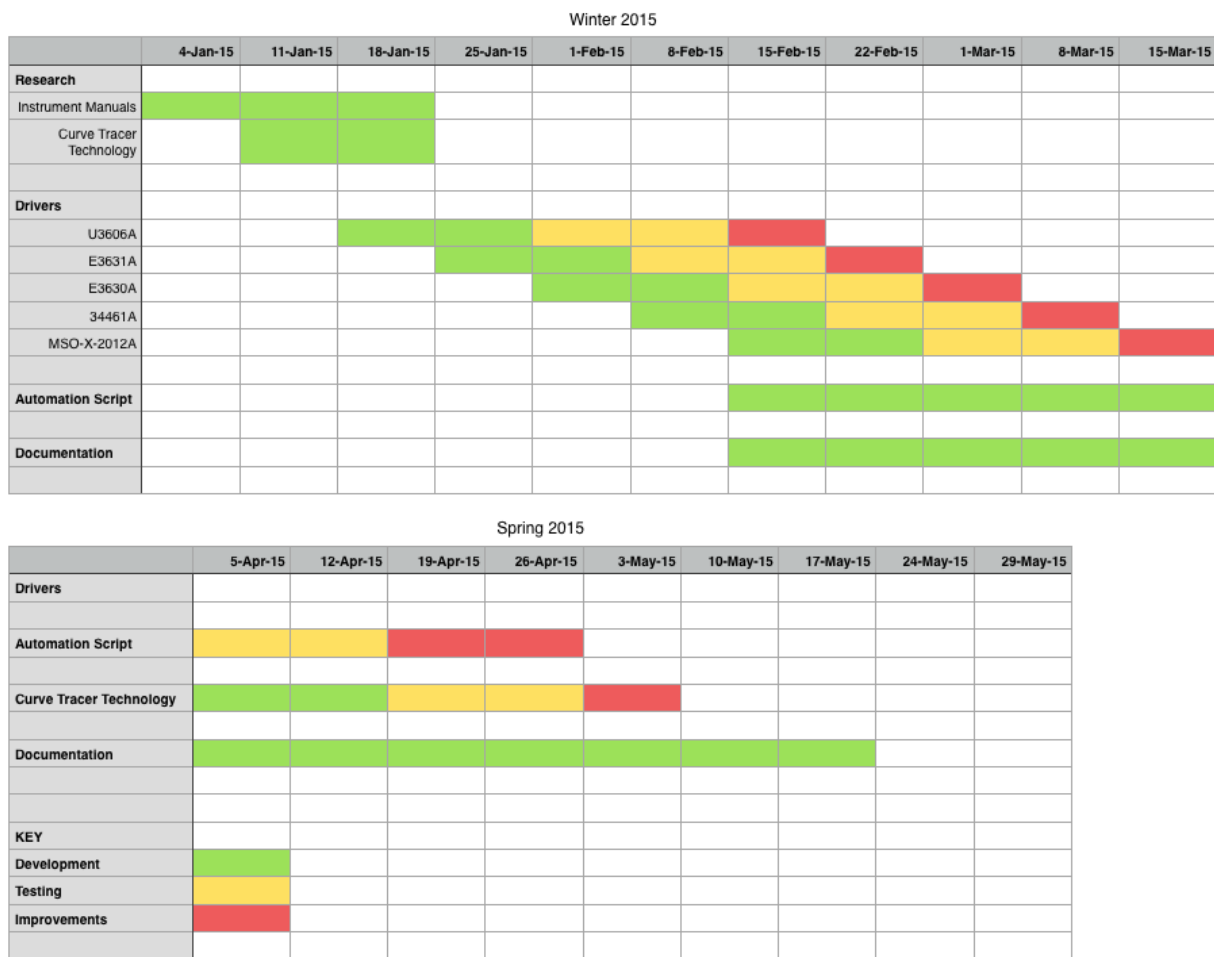 Winter 2015
4-Jan-15 11-Jan-15 18-Jan-15 25-Jan-15 1-Feb-15 8-Feb-15 15-Feb-15 22-Feb-15 1-Mar-15 8-Mar-15 15-Mar-15
Research
Instrument Manuals
Curve Tracer
Technology
Drivers
U3606A
E3631A
E3630A
34461A
MSO-X-2012A
Automation Script
Documentation
Spring 2015
5-Apr-15 12-Apr-15 19-Apr-15 26-Apr-15 3-May-15 10-May-15 17-May-15 24-May-15 29-May-15
Drivers
Automation Script
Curve Tracer Technology
Documentation
KEY
Development
Testing
Improvements